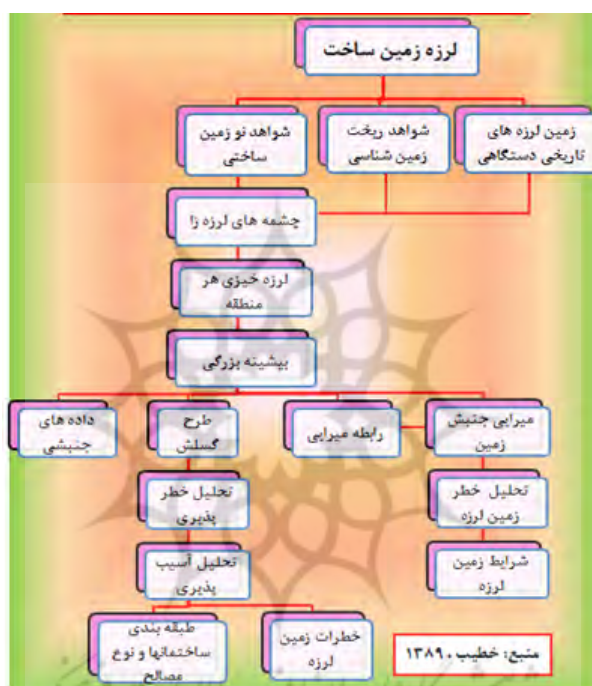 لرزه زمین ساخت
زمین لرزه های
تاریخی دستگاهی
شواهد ریخت
زمین شناسی
شواهد نو زمین
ساختی
چشمه های لرزه زا
لرزه خیزی هر
منطقه
بیشینه بزرگی
میرایی جنبش
زمین
رابطه میرایی
طرح
گسلش
داده های
جنبشی
تحلیل خطر
زمین لرزه
تحلیل خطر
پذیری
شرایط زمین
لرزه
تحلیل آسیب
پذیری
خطرات زمین
لرزه
طبقه بندی
ساختمانها و نوع
مصالح
منبع: خطیب ، ۱۳۸۹